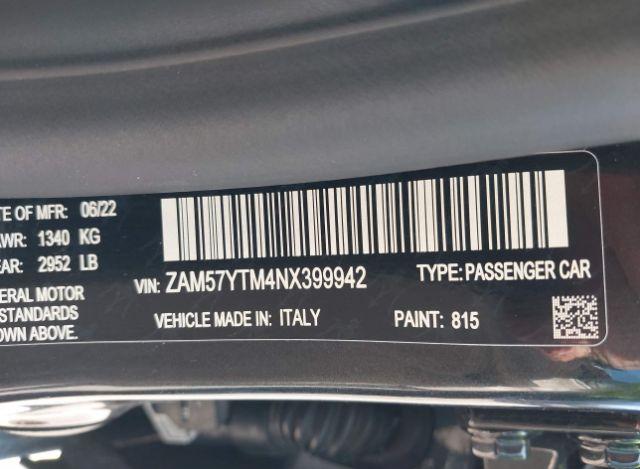 TE OF MFR: 06/22
AWR: 1340 KG
EAR: 2952 LB
ERAL MOTOR
STANDARDS
OWN ABOVE.
VIN: ZAM57YTM4NX399942
TYPE: PASSENGER CAR
VEHICLE MADE IN: ITALY
PAINT: 815